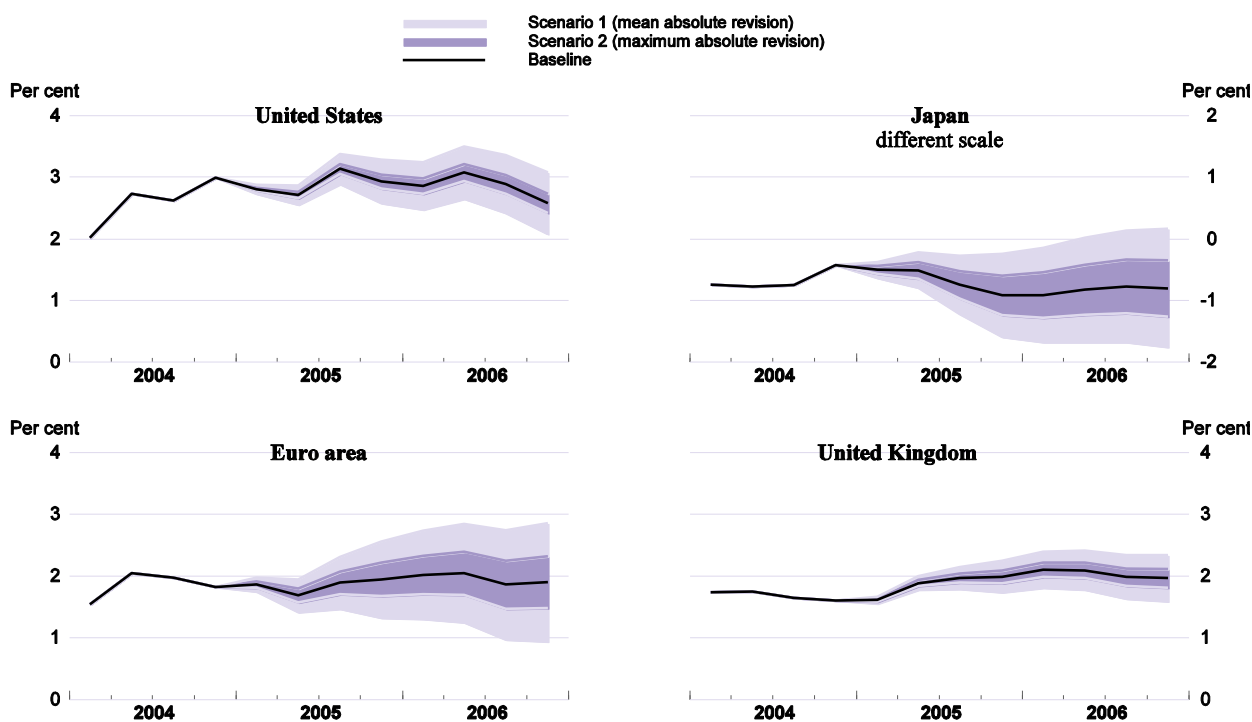 Scenario 1 (mean absolute revision)
Scenario 2 (maximum absolute revision)
Baseline
Per cent
United States
4
3
2
1
0
2004
2005
2006
Per cent
Japan
different scale
2
1
0
-1
-2
2004
2005
2006
Per cent
Euro area
4
3
2
1
0
2004
2005
2006
Per cent
United Kingdom
4
3
2
1
0
2004
2005
2006